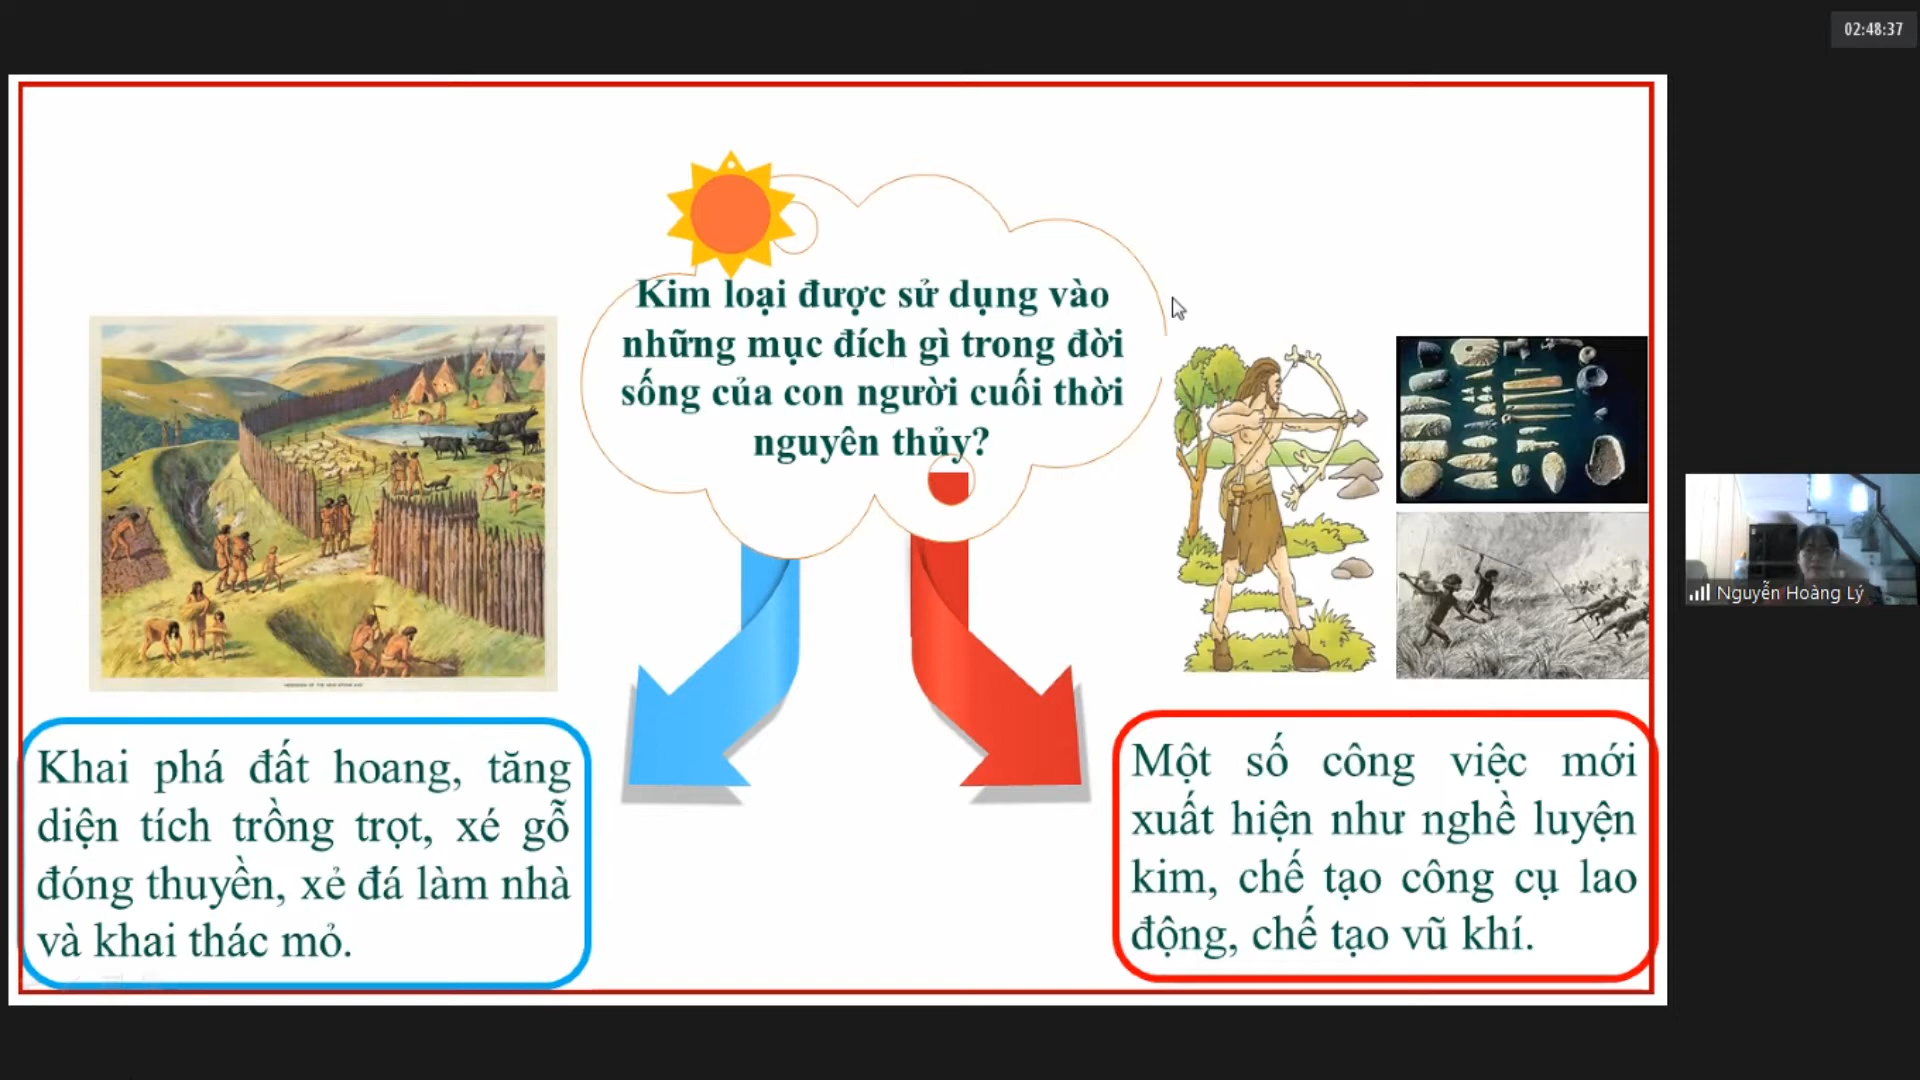 02:48:37
Kim loại được sử dụng vào
những mục đích gì trong đời
sống của con người cuối thời
nguyên thủy?
Khai phá đất hoang, tăng
diện tích trồng trọt, xé gỗ
đóng thuyền, xẻ đá làm nhà
và khai thác mỏ.
Một số công việc mới
xuất hiện như nghề luyện
kim, chế tạo công cụ lao
động, chế tạo vũ khí.
Nguyễn Hoàng Lý